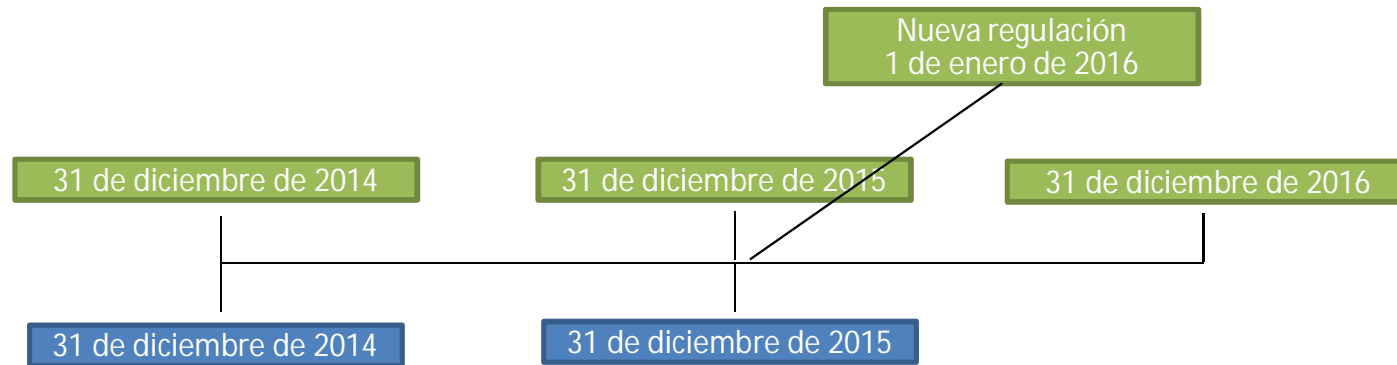 Nueva regulación
1 de enero de 2016
31 de diciembre de 2014
31 de diciembre de 2015
31 de diciembre de 2016
31 de diciembre de 2014
31 de diciembre de 2015